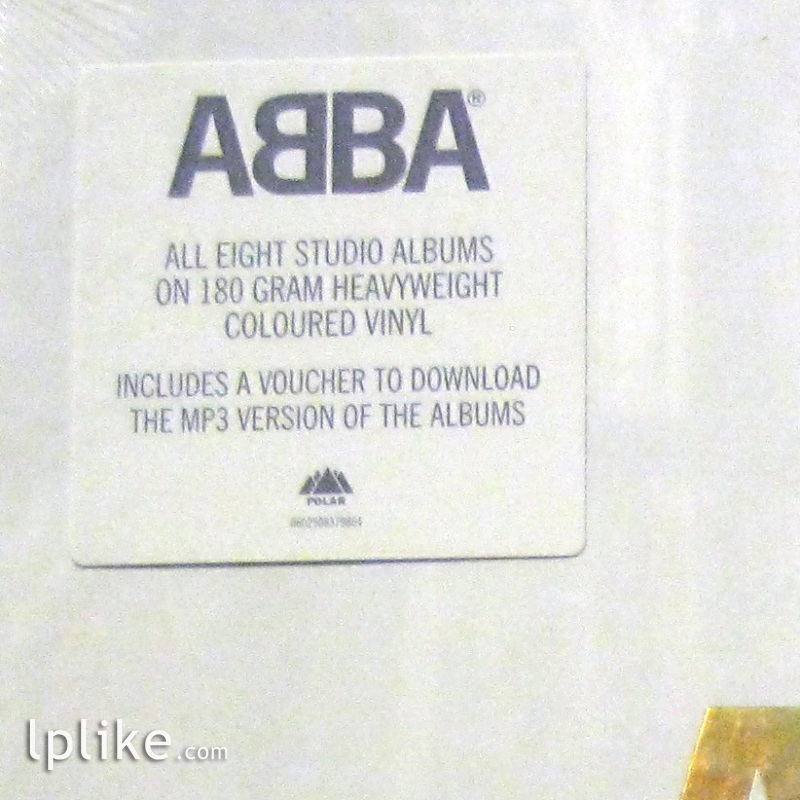 ABBA®
ALL EIGHT STUDIO ALBUMS
ON 180 GRAM HEAVYWEIGHT
COLOURED VINYL
INCLUDES A VOUCHER TO DOWNLOAD
THE MP3 VERSION OF THE ALBUMS
POLAR
lplike.com